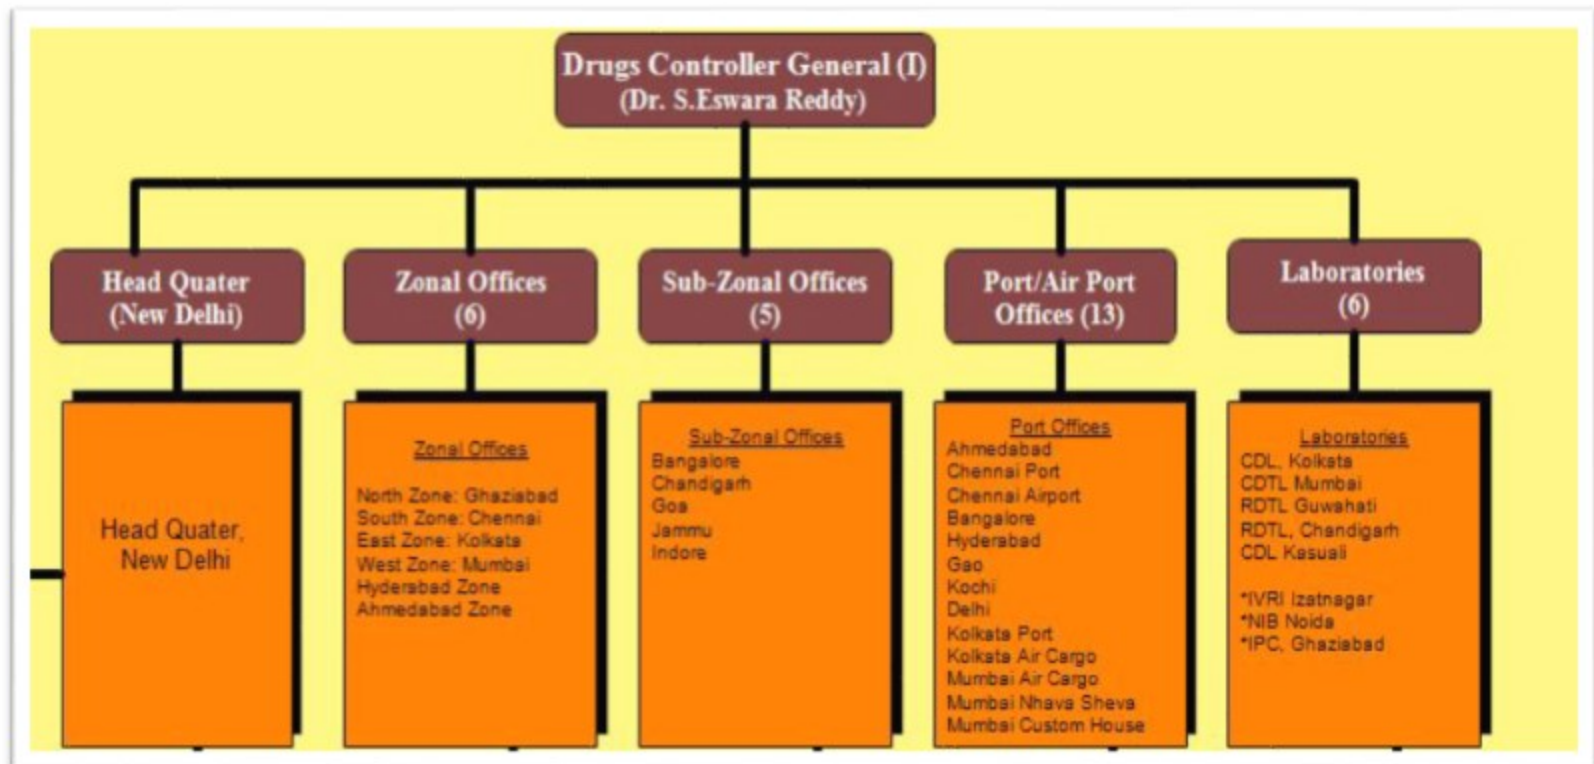 Drugs Controller General (I)
(Dr. S.Eswara Reddy)
Head Quater
(New Delhi)
Zonal Offices
(6)
Sub-Zonal Offices
(5)
Port/Air Port
Offices (13)
Laboratories
(6)
Head Quater,
New Delhi
Zonal Offices
North Zone: Ghaziabad
South Zone: Chennai
East Zone: Kolkata
West Zone: Mumbai
Hyderabad Zone
Ahmedabad Zone
Sub-Zonal Offices
Bangalore
Chandigarh
Goa
Jammu
Indore
Port Offices
Ahmedabad
Chennai Port
Chennai Airport
Bangalore
Hyderabad
Gao
Kochi
Delhi
Kolkata Port
Kolkata Air Cargo
Mumbai Air Cargo
Mumbai Nhava Sheva
Mumbai Custom House
Laboratories
CDL, Kolkata
CDTL Mumbai
RDTL Guwahati
RDTL, Chandigarh
CDL Kasuali
*IVRI Izatnagar
*NIB Noida
*IPC, Ghaziabad